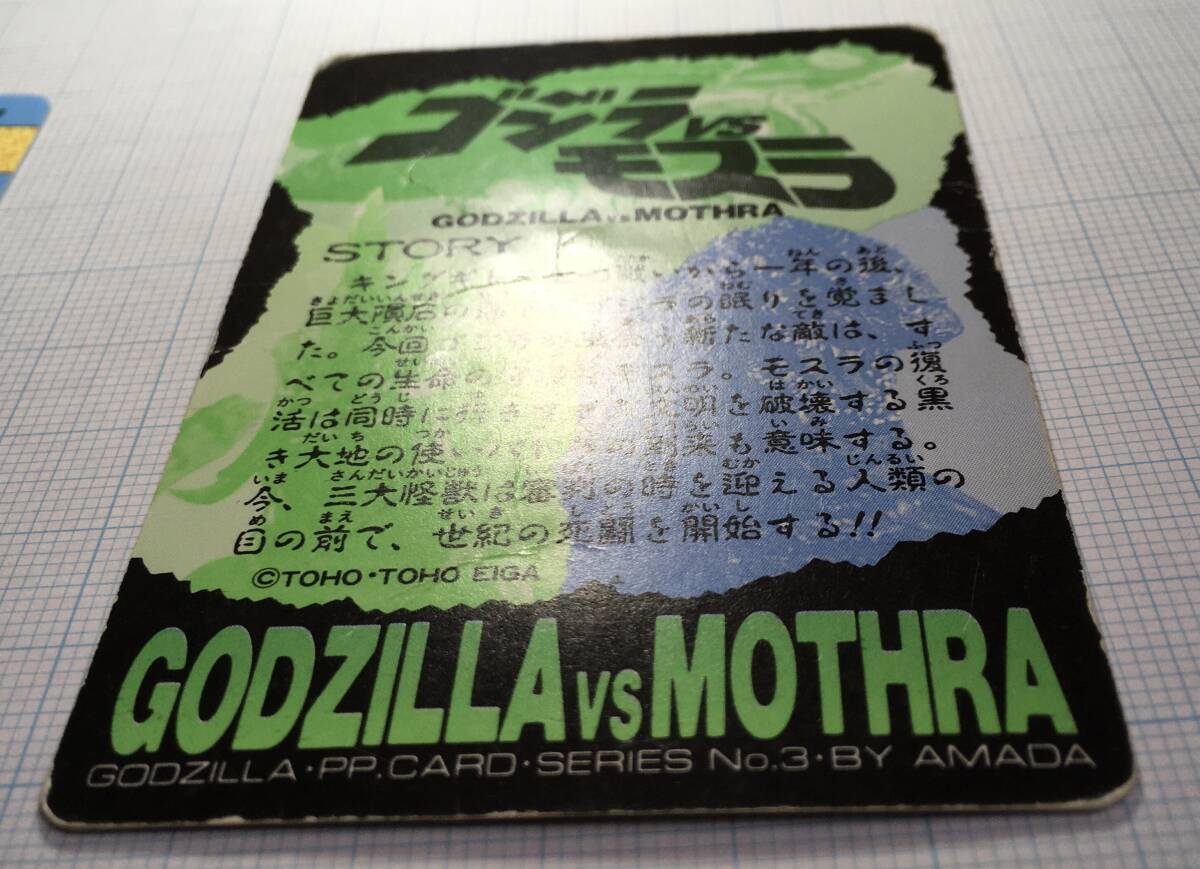 ゴジラVS
モスラ
GODZILLA VS MOTHRA
STORY
キングギ 戦いから一年の後、
巨大隕石の の眠りを覚まし
た。今回 新たな敵は、す
べての生命の モスラの復
活は同時に 文明を破壊する黒
き大地の使い の到来も意味する。
今、三大怪獣は審判の時を迎える人類の
目の前で、世紀の死闘を開始する!!
©TOHO・TOHO EIGA
GODZILLA VS MOTHRA
GODZILLA・PP.CARD・SERIES No.3・BY AMADA